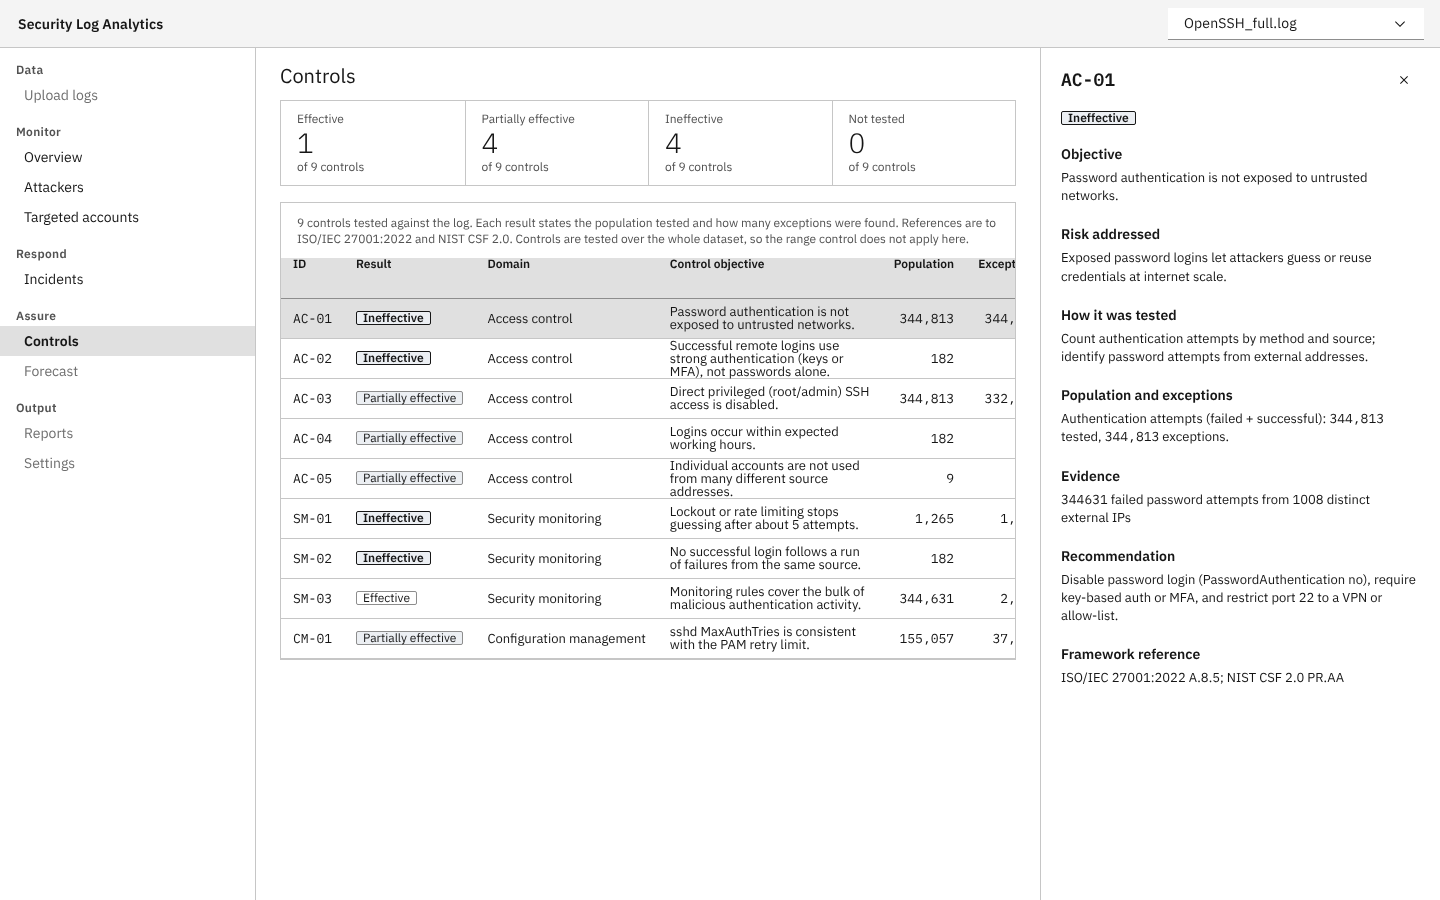 Security Log Analytics
OpenSSH_full.log
Data
Upload logs
Monitor
Overview
Attackers
Targeted accounts
Respond
Incidents
Assure
Controls
Forecast
Output
Reports
Settings
Controls
Effective
1
of 9 controls
Partially effective
4
of 9 controls
Ineffective
4
of 9 controls
Not tested
0
of 9 controls
9 controls tested against the log. Each result states the population tested and how many exceptions were found. References are to
ISO/IEC 27001:2022 and NIST CSF 2.0. Controls are tested over the whole dataset, so the range control does not apply here.
ID Result Domain Control objective Population Except
AC-01 Ineffective Access control Password authentication is not 344,813 344,
exposed to untrusted networks.
AC-02 Ineffective Access control Successful remote logins use 182
strong authentication (keys or
MFA), not passwords alone.
AC-03 Partially effective Access control Direct privileged (root/admin) SSH 344,813 332,
access is disabled.
AC-04 Partially effective Access control Logins occur within expected 182
working hours.
AC-05 Partially effective Access control Individual accounts are not used 9
from many different source
addresses.
SM-01 Ineffective Security monitoring Lockout or rate limiting stops 1,265 1,
guessing after about 5 attempts.
SM-02 Ineffective Security monitoring No successful login follows a run 182
of failures from the same source.
SM-03 Effective Security monitoring Monitoring rules cover the bulk of 344,631 2,
malicious authentication activity.
CM-01 Partially effective Configuration management sshd MaxAuthTries is consistent 155,057 37,
with the PAM retry limit.
AC-01
Ineffective
Objective
Password authentication is not exposed to untrusted
networks.
Risk addressed
Exposed password logins let attackers guess or reuse
credentials at internet scale.
How it was tested
Count authentication attempts by method and source;
identify password attempts from external addresses.
Population and exceptions
Authentication attempts (failed + successful): 344,813
tested, 344,813 exceptions.
Evidence
344631 failed password attempts from 1008 distinct
external IPs
Recommendation
Disable password login (PasswordAuthentication no), require
key-based auth or MFA, and restrict port 22 to a VPN or
allow-list.
Framework reference
ISO/IEC 27001:2022 A.8.5; NIST CSF 2.0 PR.AA